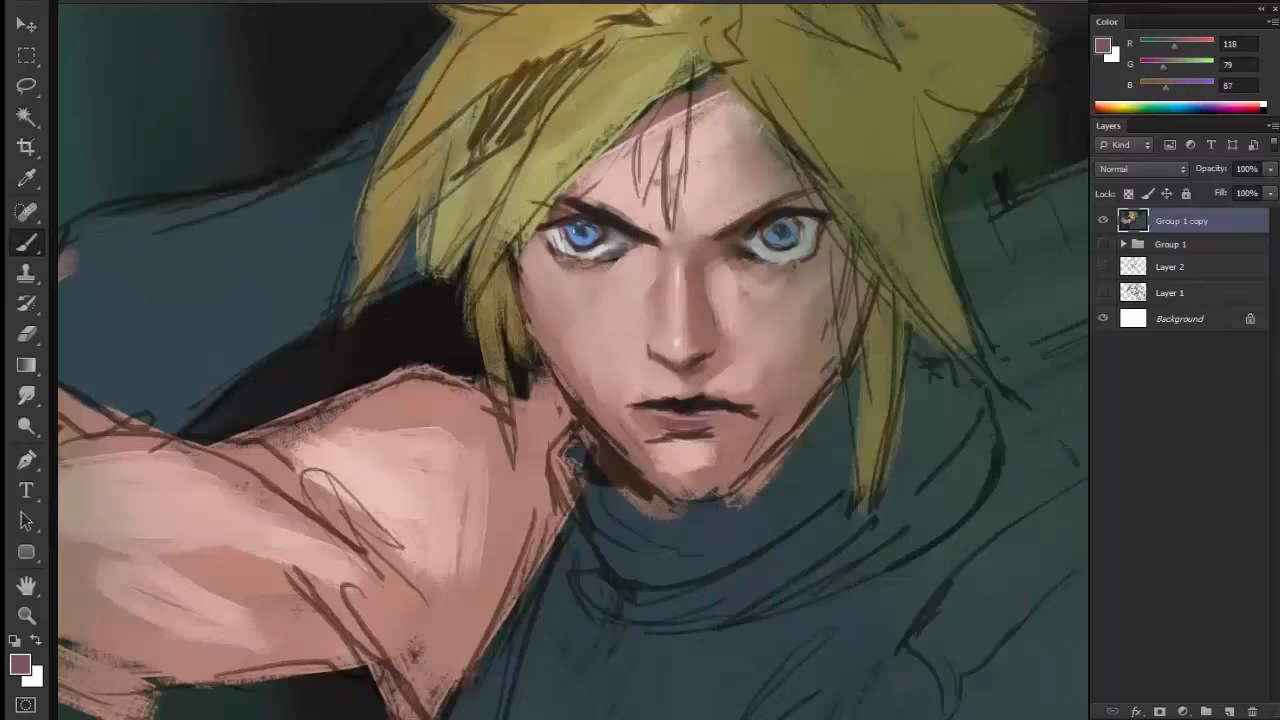 Color
R 118
G 79
B 87
Layers
Kind
Normal Opacity: 100%
Lock: Fill: 100%
Group 1 copy
Group 1
Layer 2
Layer 1
Background